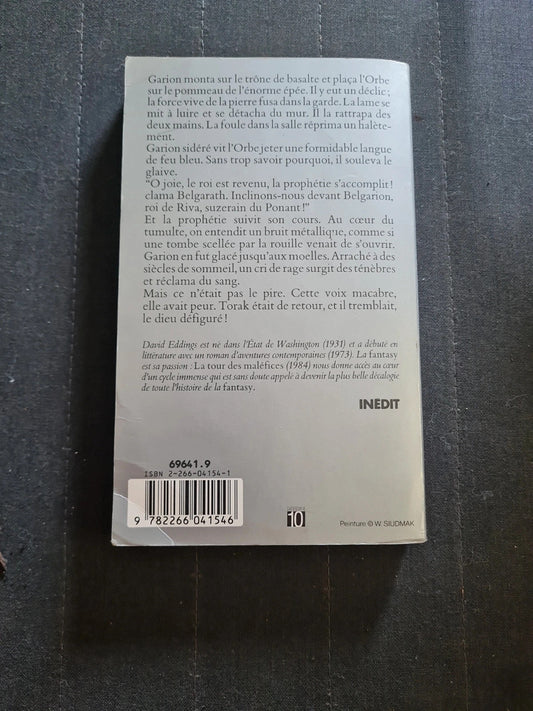 Garion monta sur le trône de basalte et plaça l'Orbe
sur le pommeau de l'énorme épée. Il y eut un déclic ;
la force vive de la pierre fusa dans la garde. La lame se
mit à luire et se détacha du mur. Il la rattrapa des
deux mains. La foule dans la salle réprima un halète-
ment.
Garion sidéré vit l'Orbe jeter une formidable langue
de feu bleu. Sans trop savoir pourquoi, il souleva le
glaive.
"O joie, le roi est revenu, la prophétie s'accomplit !
clama Belgarath. Inclinons-nous devant Belgarion,
roi de Riva, suzerain du Ponant !"
Et la prophétie suivit son cours. Au cœur du
tumulte, on entendit un bruit métallique, comme si
une tombe scellée par la rouille venait de s'ouvrir.
Garion en fut glacé jusqu'aux moelles. Arraché à des
siècles de sommeil, un cri de rage surgit des ténèbres
et réclama du sang.
Mais ce n'était pas le pire. Cette voix macabre,
elle avait peur. Torak était de retour, et il tremblait,
le dieu défiguré !
David Eddings est né dans l'État de Washington (1931) et a débuté en
littérature avec un roman d'aventures contemporaines (1973). La fantasy
est sa passion : La tour des maléfices (1984) nous donne accès au cœur
d'un cycle immense qui est sans doute appelé à devenir la plus belle décalogie
de toute l'histoire de la fantasy.
INÉDIT
69641.9
ISBN 2-266-04154-1
9 782266 041546
10
Peinture © W. SIUDMAK